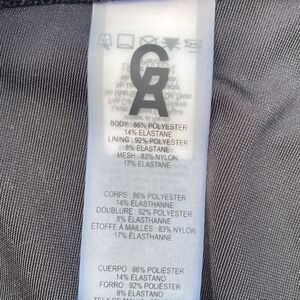 GA
BODY: 86% POLYESTER
14% ELASTANE
LINING : 92% POLYESTER
8% ELASTANE
MESH : 83% NYLON
17% ELASTANE
CORPS : 86% POLYESTER
14% ÉLASTHANNE
DOUBLURE : 92% POLYESTER
8% ÉLASTHANNE
ETOFFE À MAILLES : 83% NYLON
17% ÉLASTHANNE
CUERPO : 86% POLIÉSTER
14% ELASTANO
FORRO : 92% POLIÉSTER
8% ELASTANO